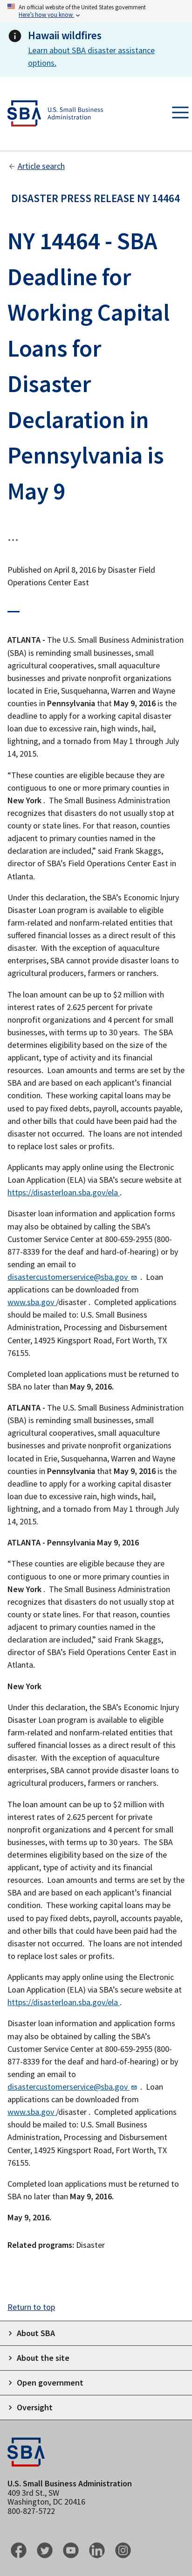 An official website of the United States government
Here's how you know
Hawaii wildfires
Learn about SBA disaster assistance
options.
SBA
U.S. Small Business
Administration
Article search
DISASTER PRESS RELEASE NY 14464
NY 14464 - SBA
Deadline for
Working Capital
Loans for
Disaster
Declaration in
Pennsylvania is
May 9
...
Published on April 8, 2016 by Disaster Field
Operations Center East
ATLANTA - The U.S. Small Business Administration
(SBA) is reminding small businesses, small
agricultural cooperatives, small aquaculture
businesses and private nonprofit organizations
located in Erie, Susquehanna, Warren and Wayne
counties in Pennsylvania that May 9, 2016 is the
deadline to apply for a working capital disaster
loan due to excessive rain, high winds, hail,
lightning, and a tornado from May 1 through July
14, 2015.
“These counties are eligible because they are
contiguous to one or more primary counties in
New York . The Small Business Administration
recognizes that disasters do not usually stop at
county or state lines. For that reason, counties
adjacent to primary counties named in the
declaration are included,” said Frank Skaggs,
director of SBA’s Field Operations Center East in
Atlanta.
Under this declaration, the SBA’s Economic Injury
Disaster Loan program is available to eligible
farm-related and nonfarm-related entities that
suffered financial losses as a direct result of this
disaster. With the exception of aquaculture
enterprises, SBA cannot provide disaster loans to
agricultural producers, farmers or ranchers.
The loan amount can be up to $2 million with
interest rates of 2.625 percent for private
nonprofit organizations and 4 percent for small
businesses, with terms up to 30 years. The SBA
determines eligibility based on the size of the
applicant, type of activity and its financial
resources. Loan amounts and terms are set by the
SBA and are based on each applicant’s financial
condition. These working capital loans may be
used to pay fixed debts, payroll, accounts payable,
and other bills that could have been paid had the
disaster not occurred. The loans are not intended
to replace lost sales or profits.
Applicants may apply online using the Electronic
Loan Application (ELA) via SBA’s secure website at
https://disasterloan.sba.gov/ela .
Disaster loan information and application forms
may also be obtained by calling the SBA’s
Customer Service Center at 800-659-2955 (800-
877-8339 for the deaf and hard-of-hearing) or by
sending an email to
disastercustomerservice@sba.gov . Loan
applications can be downloaded from
www.sba.gov /disaster . Completed applications
should be mailed to: U.S. Small Business
Administration, Processing and Disbursement
Center, 14925 Kingsport Road, Fort Worth, TX
76155.
Completed loan applications must be returned to
SBA no later than May 9, 2016.
ATLANTA - The U.S. Small Business Administration
(SBA) is reminding small businesses, small
agricultural cooperatives, small aquaculture
businesses and private nonprofit organizations
located in Erie, Susquehanna, Warren and Wayne
counties in Pennsylvania that May 9, 2016 is the
deadline to apply for a working capital disaster
loan due to excessive rain, high winds, hail,
lightning, and a tornado from May 1 through July
14, 2015.
ATLANTA - Pennsylvania May 9, 2016
“These counties are eligible because they are
contiguous to one or more primary counties in
New York . The Small Business Administration
recognizes that disasters do not usually stop at
county or state lines. For that reason, counties
adjacent to primary counties named in the
declaration are included,” said Frank Skaggs,
director of SBA’s Field Operations Center East in
Atlanta.
New York
Under this declaration, the SBA’s Economic Injury
Disaster Loan program is available to eligible
farm-related and nonfarm-related entities that
suffered financial losses as a direct result of this
disaster. With the exception of aquaculture
enterprises, SBA cannot provide disaster loans to
agricultural producers, farmers or ranchers.
The loan amount can be up to $2 million with
interest rates of 2.625 percent for private
nonprofit organizations and 4 percent for small
businesses, with terms up to 30 years. The SBA
determines eligibility based on the size of the
applicant, type of activity and its financial
resources. Loan amounts and terms are set by the
SBA and are based on each applicant’s financial
condition. These working capital loans may be
used to pay fixed debts, payroll, accounts payable,
and other bills that could have been paid had the
disaster not occurred. The loans are not intended
to replace lost sales or profits.
Applicants may apply online using the Electronic
Loan Application (ELA) via SBA’s secure website at
https://disasterloan.sba.gov/ela .
Disaster loan information and application forms
may also be obtained by calling the SBA’s
Customer Service Center at 800-659-2955 (800-
877-8339 for the deaf and hard-of-hearing) or by
sending an email to
disastercustomerservice@sba.gov . Loan
applications can be downloaded from
www.sba.gov /disaster . Completed applications
should be mailed to: U.S. Small Business
Administration, Processing and Disbursement
Center, 14925 Kingsport Road, Fort Worth, TX
76155.
Completed loan applications must be returned to
SBA no later than May 9, 2016.
May 9, 2016.
Related programs: Disaster
Return to top
About SBA
About the site
Open government
Oversight
SBA
U.S. Small Business Administration
409 3rd St., SW
Washington, DC 20416
800-827-5722